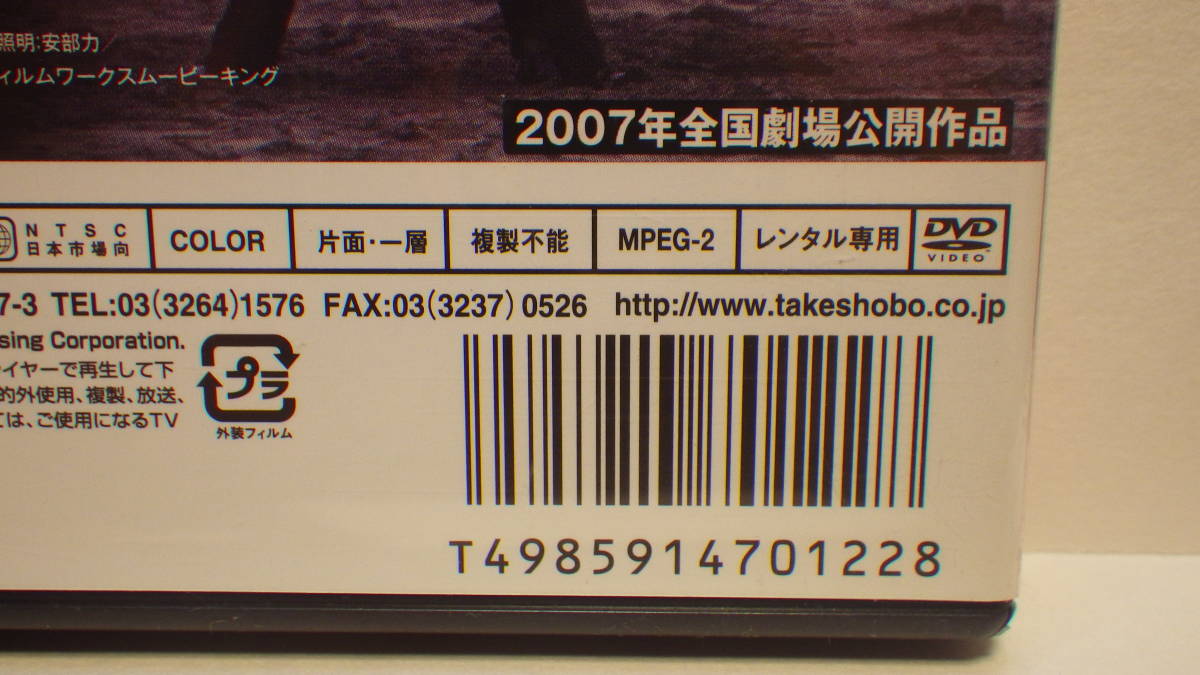 照明:安部力/
ィルムワークスムービーキング
2007年全国劇場公開作品
NTSC
日本市場向
COLOR
片面・一層
複製不能
MPEG-2
レンタル専用
DVD
VIDEO
7-3 TEL:03(3264)1576 FAX:03(3237)0526 http://www.takeshobo.co.jp
sing Corporation.
イヤーで再生して下
的外使用、複製、放送、
ては、ご使用になるTV
プラ
外装フィルム
T4985914701228